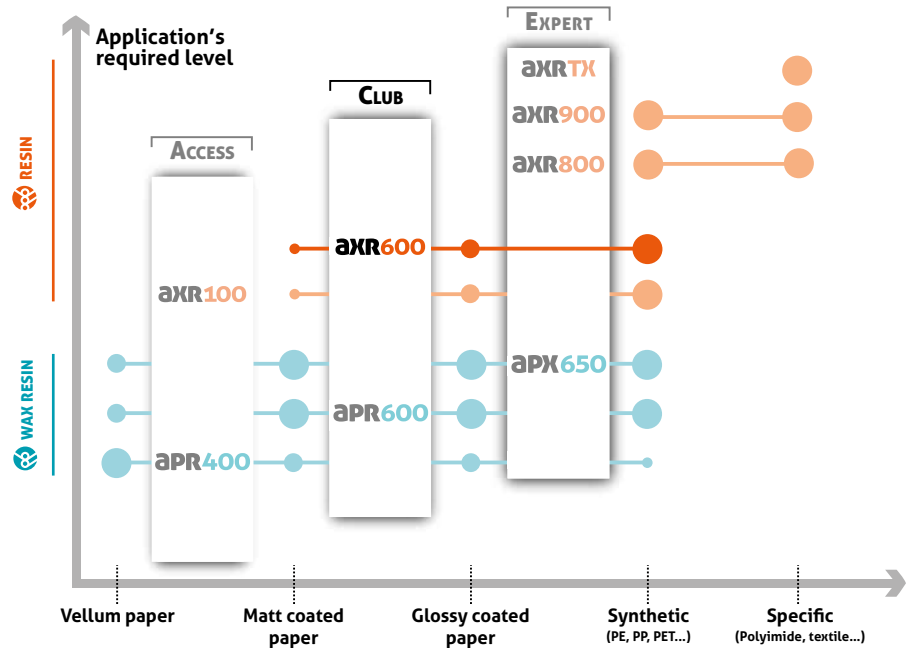 Application's
required level
EXPERT
CLUB
ACCESS
aXRTX
aXR900
aXR800
aXR600
aXR100
aPX650
aPR600
aPR400
RESIN
WAX RESIN
Vellum paper
Matt coated
paper
Glossy coated
paper
Synthetic
(PE, PP, PET...)
Specific
(Polyimide, textile...)